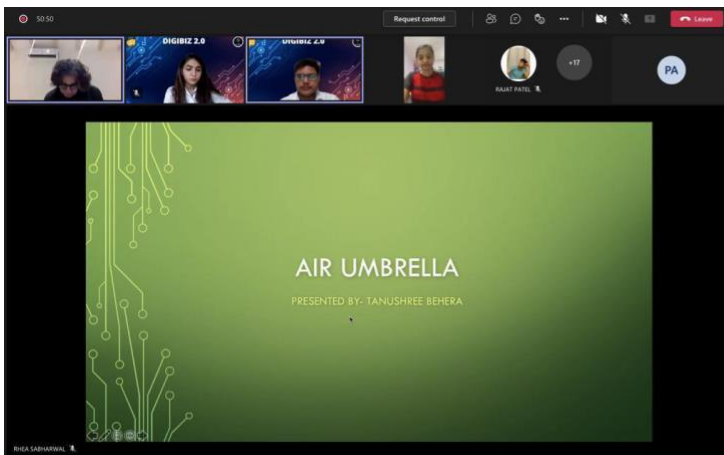 50:50
Request control
Leave
DIGIBIZ 2.0
DIGIBIZ 2.0
RAJAT PATEL
+17
PA
AIR UMBRELLA
PRESENTED BY- TANUSHREE BEHERA
RHEA SABHARWAL